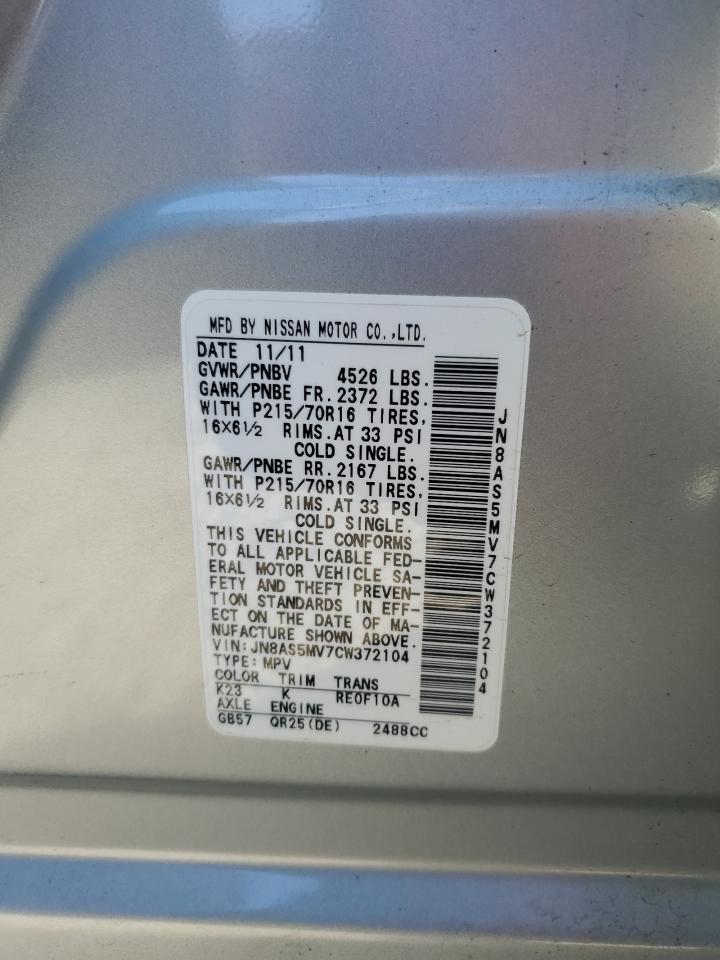 MFD BY NISSAN MOTOR CO.,LTD.
DATE 11/11
GVWR/PNBV 4526 LBS.
GAWR/PNBE FR. 2372 LBS.
WITH P215/70R16 TIRES,
16X6½ RIMS. AT 33 PSI
COLD SINGLE.
GAWR/PNBE RR. 2167 LBS.
WITH P215/70R16 TIRES,
16X6½ RIMS. AT 33 PSI
COLD SINGLE.
THIS VEHICLE CONFORMS
TO ALL APPLICABLE FED-
ERAL MOTOR VEHICLE SA-
FETY AND THEFT PREVEN-
TION STANDARDS IN EFF-
ECT ON THE DATE OF MA-
NUFACTURE SHOWN ABOVE.
VIN:JN8AS5MV7CW372104
TYPE: MPV
COLOR TRIM TRANS
K23 K RE0F10A
AXLE ENGINE
GB57 QR25(DE) 2488CC
JN8AS5MV7CW372104